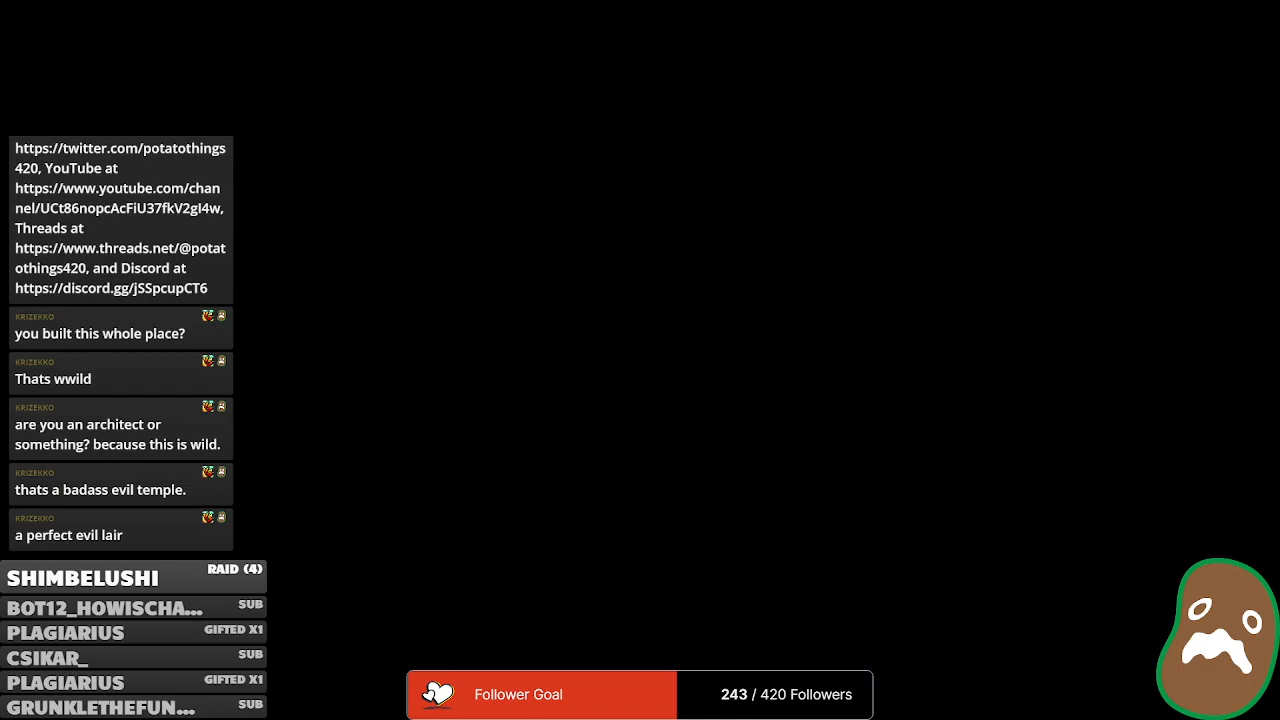 https://twitter.com/potatothings
420, YouTube at
https://www.youtube.com/chan
nel/UCt86nopcAcFiU37fkV2gI4w,
Threads at
https://www.threads.net/@potat
othings420, and Discord at
https://discord.gg/jSSpcupCT6
KRIZEKKO
you built this whole place?
KRIZEKKO
Thats wwild
KRIZEKKO
are you an architect or
something? because this is wild.
KRIZEKKO
thats a badass evil temple.
KRIZEKKO
a perfect evil lair
SHIMBELUSHI RAID (4)
BOT12_HOWISCHA... SUB
PLAGIARIUS GIFTED X1
CSIKAR_ SUB
PLAGIARIUS GIFTED X1
GRUNKLETHEFUN... SUB
Follower Goal 243 / 420 Followers